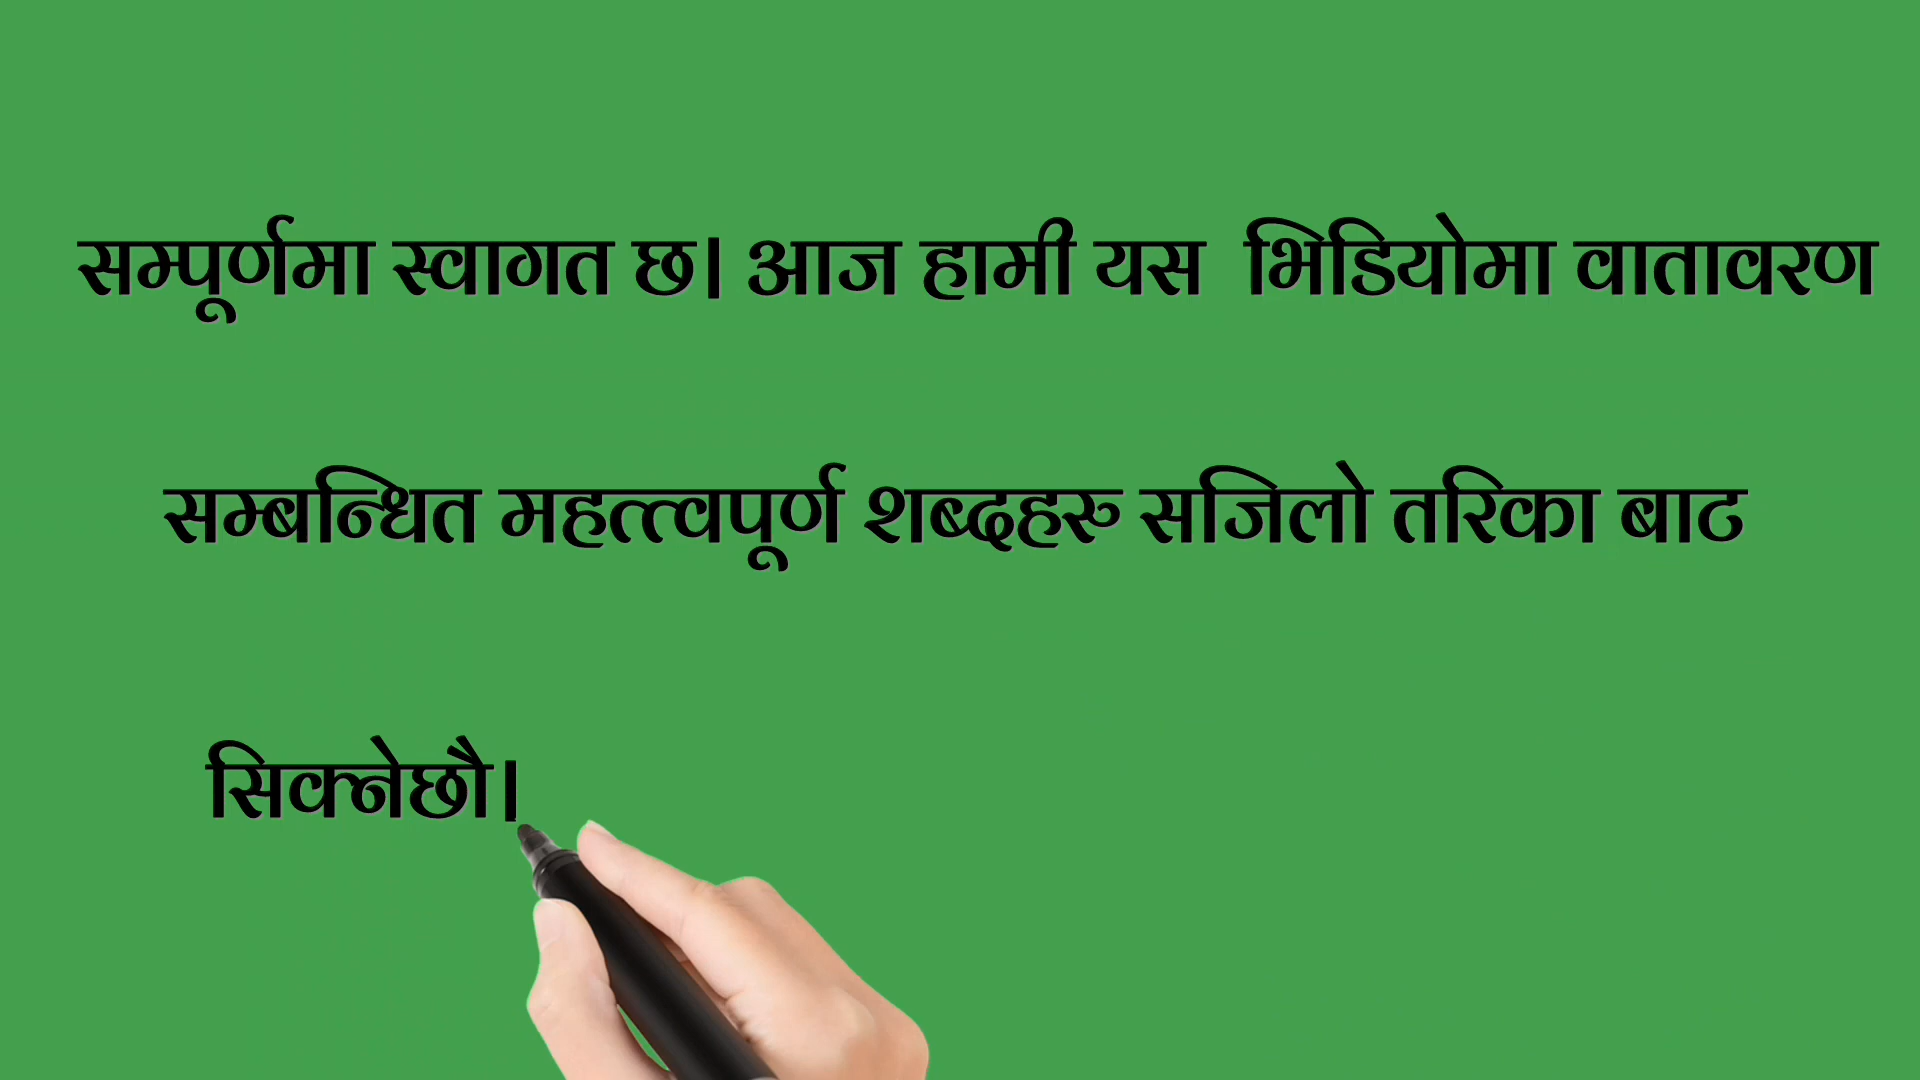 सम्पूर्णमा स्वागत छ। आज हामी यस भिडियोमा वातावरण
सम्बन्धित महत्त्वपूर्ण शब्दहरु सजिलो तरिका बाट
सिक्नेछौ।